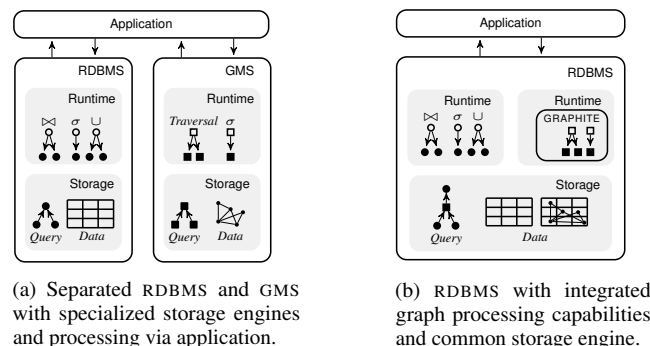 Application
RDBMS
Runtime
⋈ σ ∪
Storage
Query Data
GMS
Runtime
Traversal σ
Storage
Query Data
(a) Separated RDBMS and GMS
with specialized storage engines
and processing via application.
Application
RDBMS
Runtime
⋈ σ ∪
Runtime
GRAPHITE
Storage
Query Data
(b) RDBMS with integrated
graph processing capabilities
and common storage engine.